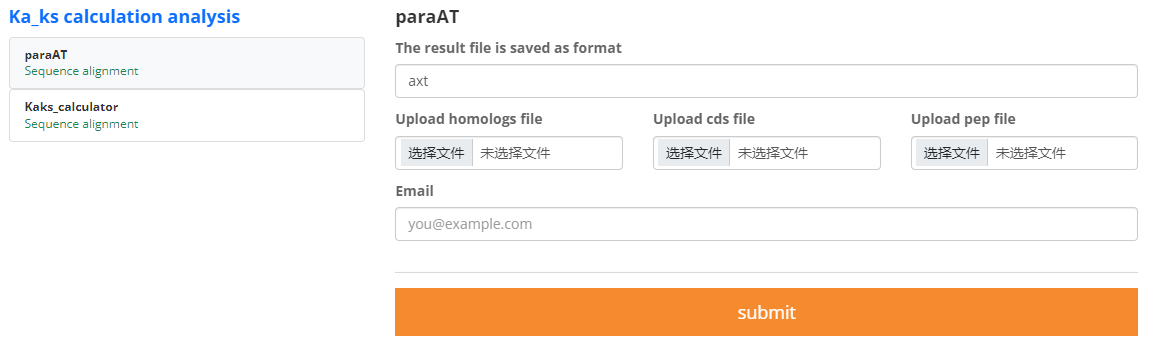 Ka_ks calculation analysis
paraAT
Sequence alignment
Kaks_calculator
Sequence alignment
paraAT
The result file is saved as format
axt
Upload homologs file
Upload cds file
Upload pep file
选择文件 未选择文件
选择文件 未选择文件
选择文件 未选择文件
Email
you@example.com
submit